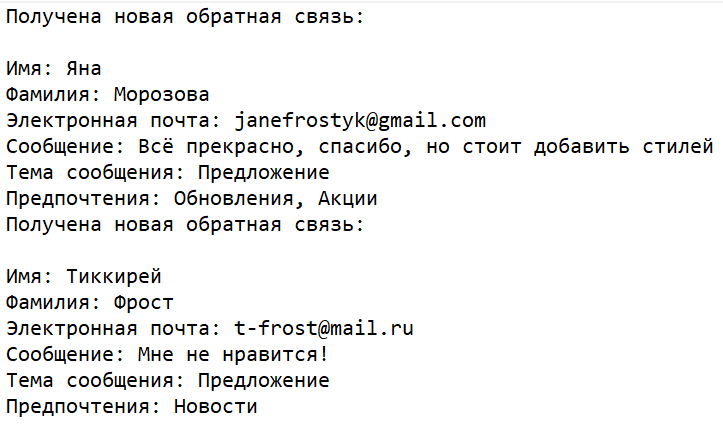 Получена новая обратная связь:
Имя: Яна
Фамилия: Морозова
Электронная почта: janefrostyk@gmail.com
Сообщение: Всё прекрасно, спасибо, но стоит добавить стилей
Тема сообщения: Предложение
Предпочтения: Обновления, Акции
Получена новая обратная связь:
Имя: Тиккирей
Фамилия: Фрост
Электронная почта: t-frost@mail.ru
Сообщение: Мне не нравится!
Тема сообщения: Предложение
Предпочтения: Новости